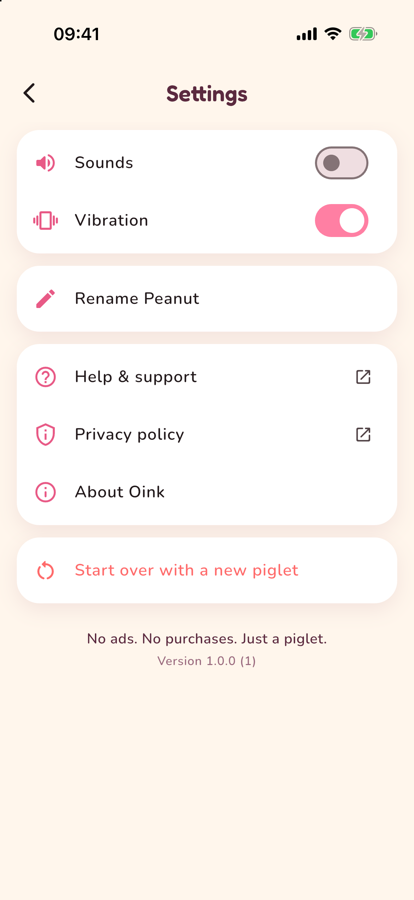 09:41
Settings
Sounds
Vibration
Rename Peanut
Help & support
Privacy policy
About Oink
Start over with a new piglet
No ads. No purchases. Just a piglet.
Version 1.0.0 (1)